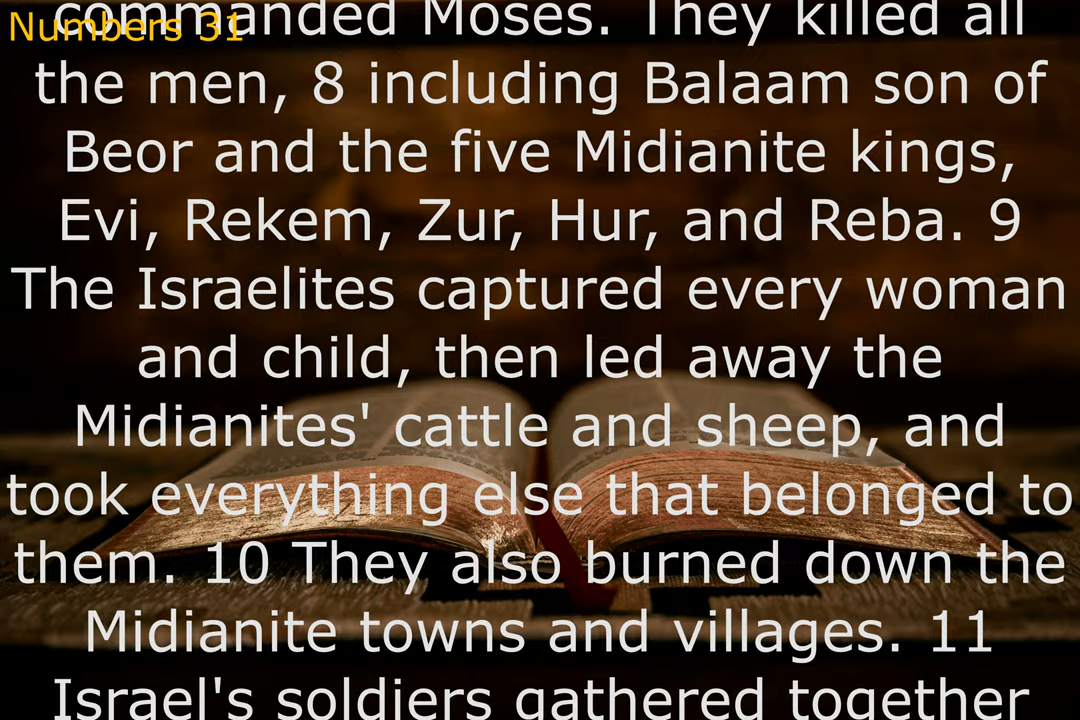 Numbers 31
commanded Moses. They killed all
the men, 8 including Balaam son of
Beor and the five Midianite kings,
Evi, Rekem, Zur, Hur, and Reba. 9
The Israelites captured every woman
and child, then led away the
Midianites' cattle and sheep, and
took everything else that belonged to
them. 10 They also burned down the
Midianite towns and villages. 11
Israel's soldiers gathered together